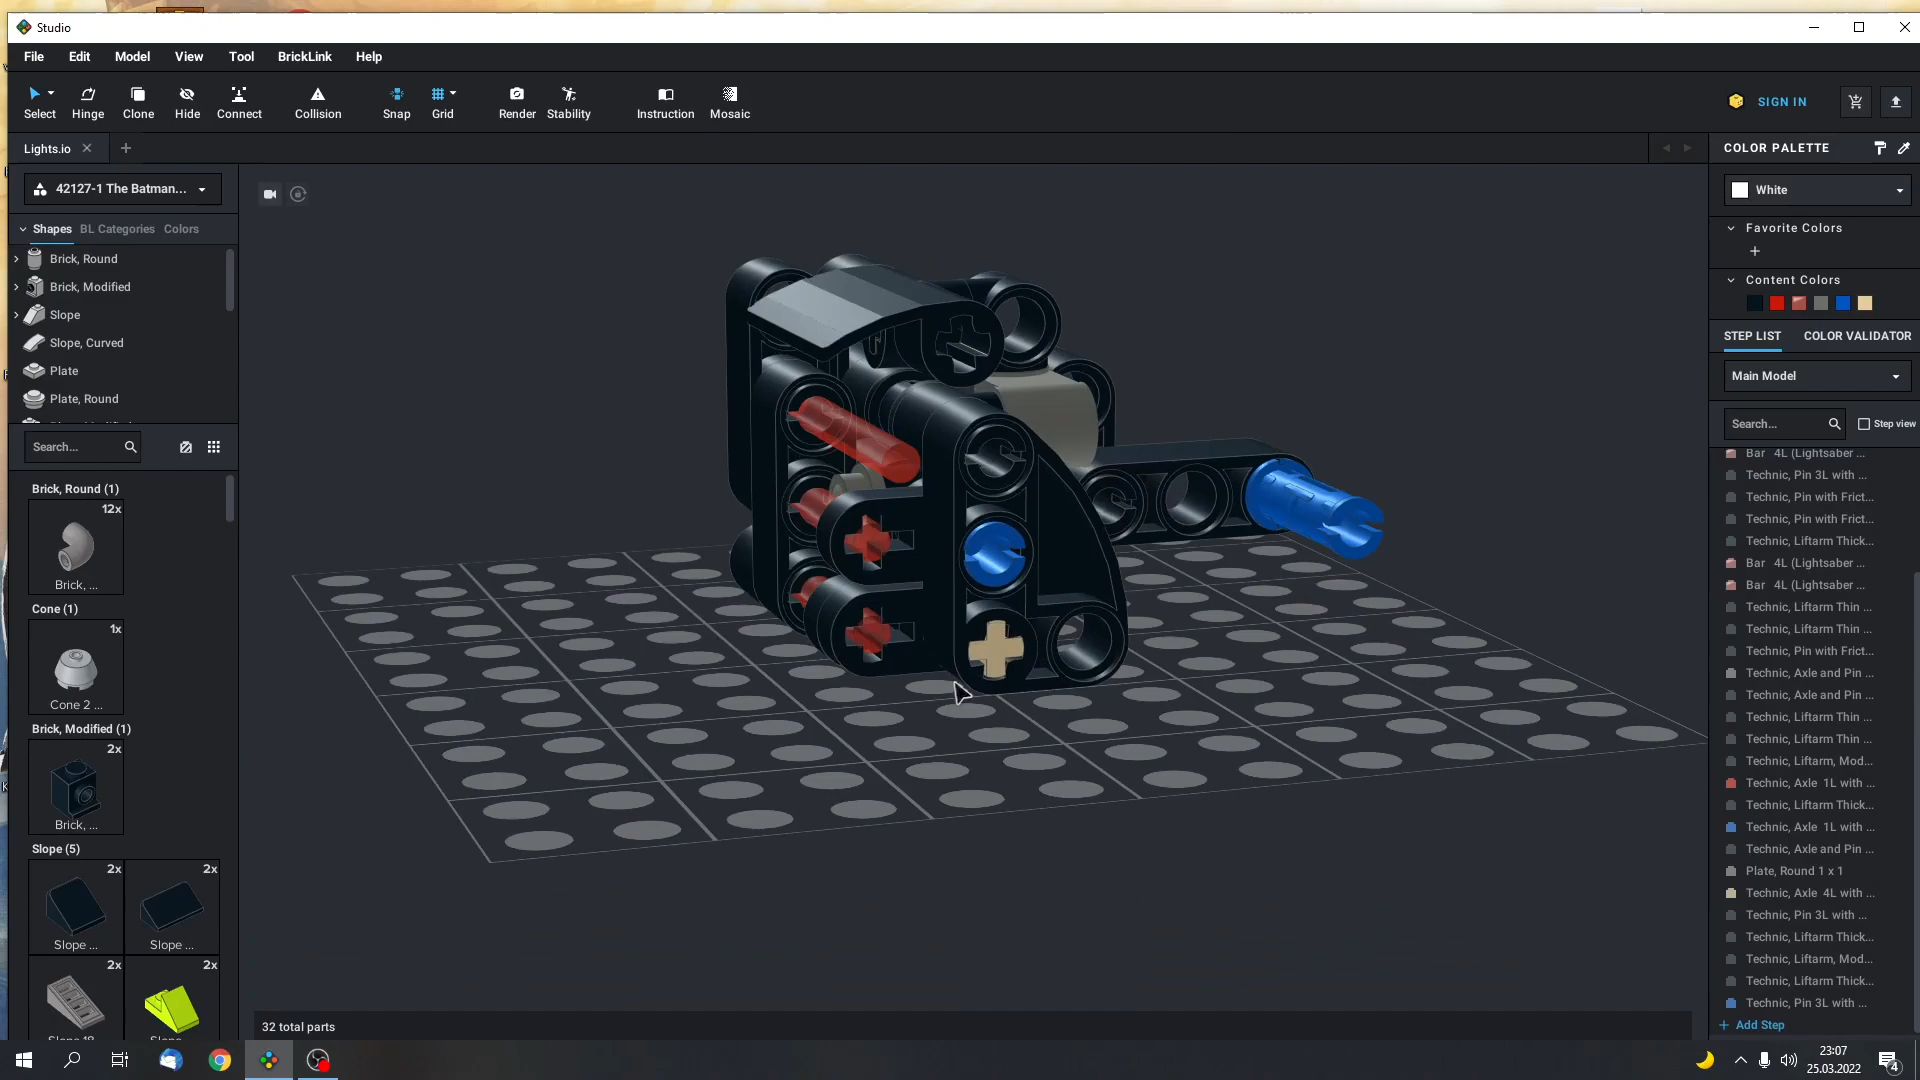 Studio
File Edit Model View Tool BrickLink Help
Select Hinge Clone Hide Connect Collision Snap Grid Render Stability Instruction Mosaic
SIGN IN
Lights.io
COLOR PALETTE
42127-1 The Batman...
White
Shapes BL Categories Colors
Favorite Colors
Brick, Round
Brick, Modified
Content Colors
Slope
Slope, Curved
STEP LIST COLOR VALIDATOR
Plate
Main Model
Plate, Round
Search...
Search...
Step view
Brick, Round (1)
12x
Brick, ...
Cone (1)
1x
Cone 2 ...
Brick, Modified (1)
2x
Brick, ...
Slope (5)
2x 2x
Slope ... Slope ...
2x 2x
Bar 4L (Lightsaber ...
Technic, Pin 3L with ...
Technic, Pin with Frict...
Technic, Pin with Frict...
Technic, Liftarm Thick...
Bar 4L (Lightsaber ...
Bar 4L (Lightsaber ...
Technic, Liftarm Thin ...
Technic, Liftarm Thin ...
Technic, Pin with Frict...
Technic, Axle and Pin ...
Technic, Axle and Pin ...
Technic, Liftarm Thin ...
Technic, Liftarm Thin ...
Technic, Liftarm, Mod...
Technic, Axle 1L with ...
Technic, Liftarm Thick...
Technic, Axle 1L with ...
Technic, Axle and Pin ...
Plate, Round 1 x 1
Technic, Axle 4L with ...
Technic, Pin 3L with ...
Technic, Liftarm Thick...
Technic, Liftarm, Mod...
Technic, Liftarm Thick...
Technic, Pin 3L with ...
Add Step
32 total parts
23:07
25.03.2022
4